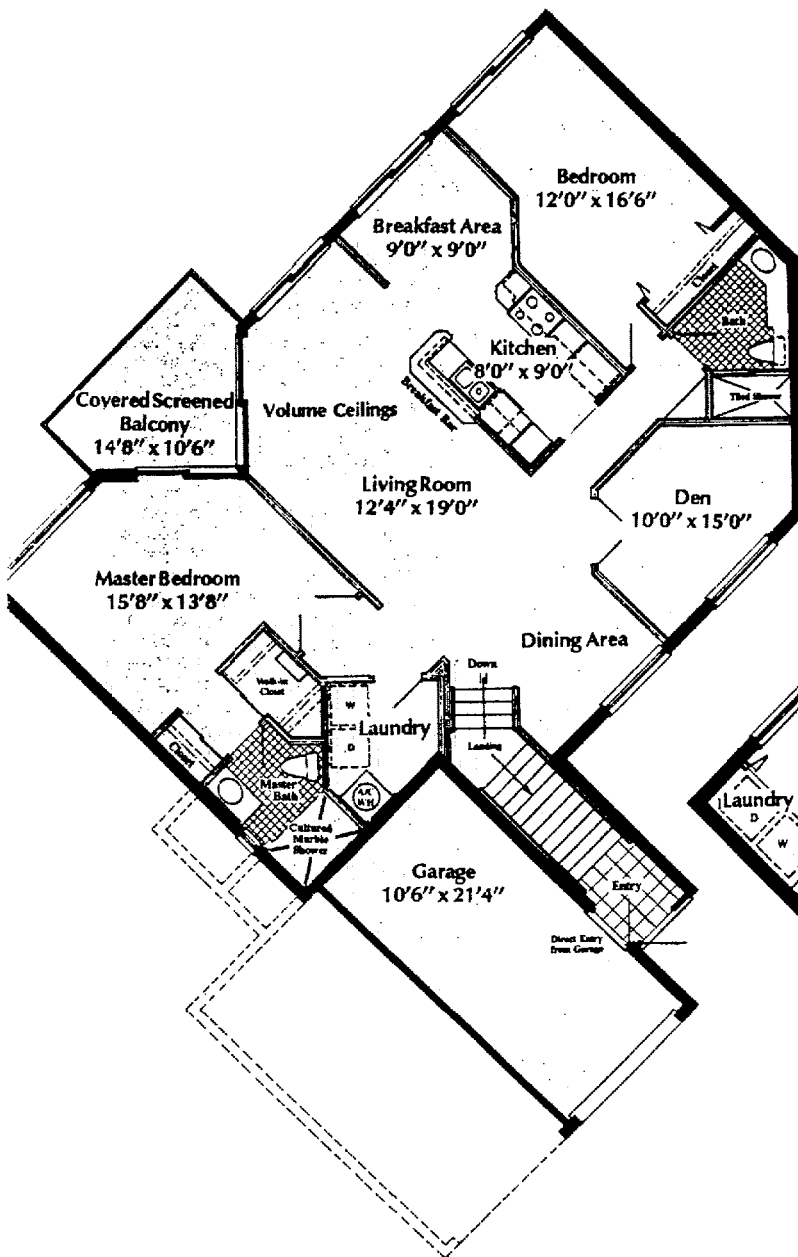 Bedroom
12'0" x 16'6"
Breakfast Area
9'0" x 9'0"
Closet
Bath
Kitchen
8'0" x 9'0"
Covered Screened
Balcony
14'8" x 10'6"
Volume Ceilings
Breakfast Bar
Tiled Shower
Living Room
12'4" x 19'0"
Den
10'0" x 15'0"
Master Bedroom
15'8" x 13'8"
Dining Area
Walk-in
Closet
Down
W
D
Laundry
Landing
Closet
Master
Bath
A/C
WH
Cultured
Marble
Shower
Laundry
D
W
Garage
10'6" x 21'4"
Entry
Direct Entry
from Garage